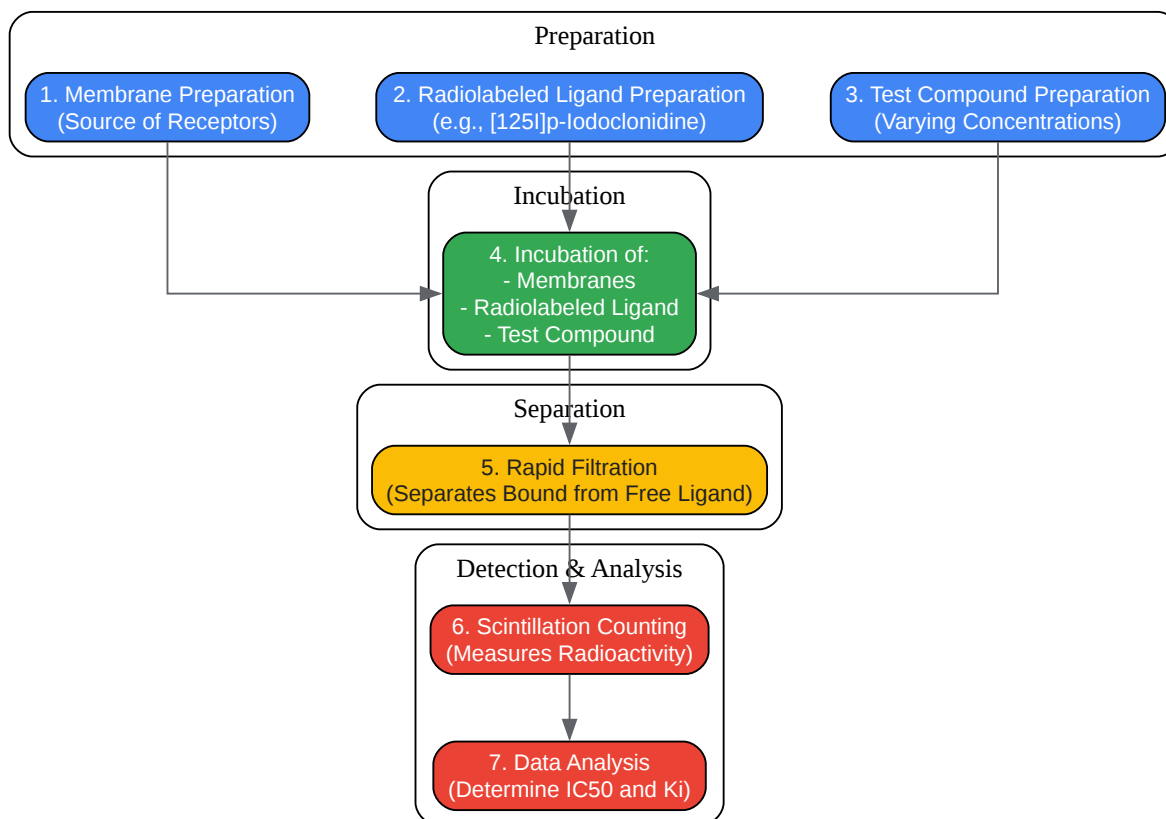 Preparation
1. Membrane Preparation
(Source of Receptors)
2. Radiolabeled Ligand Preparation
(e.g., [125I]p-Iodoclonidine)
3. Test Compound Preparation
(Varying Concentrations)
Incubation
4. Incubation of:
- Membranes
- Radiolabeled Ligand
- Test Compound
Separation
5. Rapid Filtration
(Separates Bound from Free Ligand)
Detection & Analysis
6. Scintillation Counting
(Measures Radioactivity)
7. Data Analysis
(Determine IC50 and Ki)